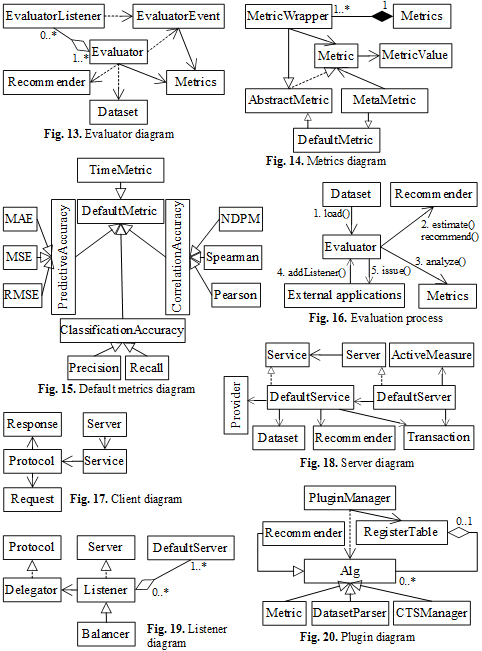 EvaluatorListener
EvaluatorEvent
0..*
1..*
Evaluator
Recommender
Metrics
Dataset
Fig. 13. Evaluator diagram
MetricWrapper
1..*
1
Metrics
Metric
MetricValue
AbstractMetric
MetaMetric
DefaultMetric
Fig. 14. Metrics diagram
TimeMetric
DefaultMetric
MAE
MSE
RMSE
PredictiveAccuracy
CorrelationAccuracy
NDPM
Spearman
Pearson
ClassificationAccuracy
Precision
Recall
Fig. 15. Default metrics diagram
Dataset
Recommender
1. load()
2. estimate()
recommend()
Evaluator
3. analyze()
4. addListener()
5. issue()
External applications
Metrics
Fig. 16. Evaluation process
Response
Server
Protocol
Service
Request
Fig. 17. Client diagram
Service
Server
ActiveMeasure
Provider
DefaultService
DefaultServer
Dataset
Recommender
Transaction
Fig. 18. Server diagram
Protocol
Server
DefaultServer
1..*
Delegator
Listener
0..*
Balancer
Fig. 19. Listener
diagram
PluginManager
Recommender
RegisterTable
0..1
Alg
0..*
Metric
DatasetParser
CTSManager
Fig. 20. Plugin diagram